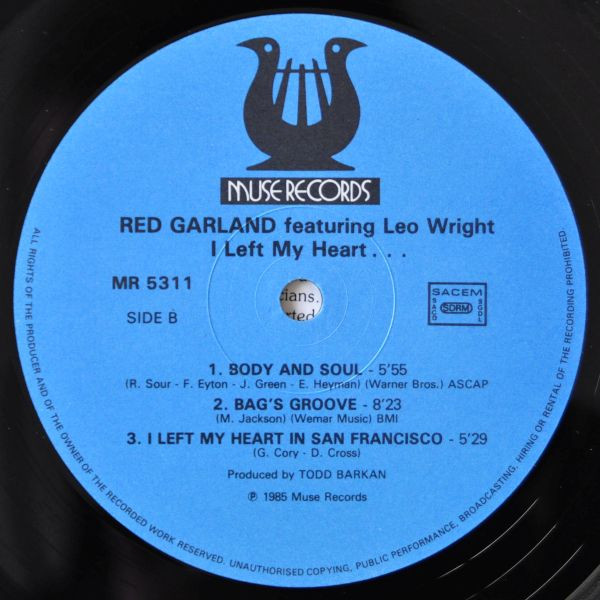 MUSE RECORDS
RED GARLAND featuring Leo Wright
I Left My Heart . . .
MR 5311
SIDE B
cians.
rted
SACEM
SACD
SDRM
SGDL
1. BODY AND SOUL - 5'55
(R. Sour - F. Eyton - J. Green - E. Heyman) (Warner Bros.) ASCAP
2. BAG'S GROOVE - 8'23
(M. Jackson) (Wemar Music) BMI
3. I LEFT MY HEART IN SAN FRANCISCO - 5'29
(G. Cory - D. Cross)
Produced by TODD BARKAN
℗ 1985 Muse Records
ALL RIGHTS OF THE PRODUCER AND OF THE OWNER OF THE RECORDED WORK RESERVED. UNAUTHORISED COPYING, PUBLIC PERFORMANCE, BROADCASTING, HIRING OR RENTAL OF THE RECORDING PROHIBITED.